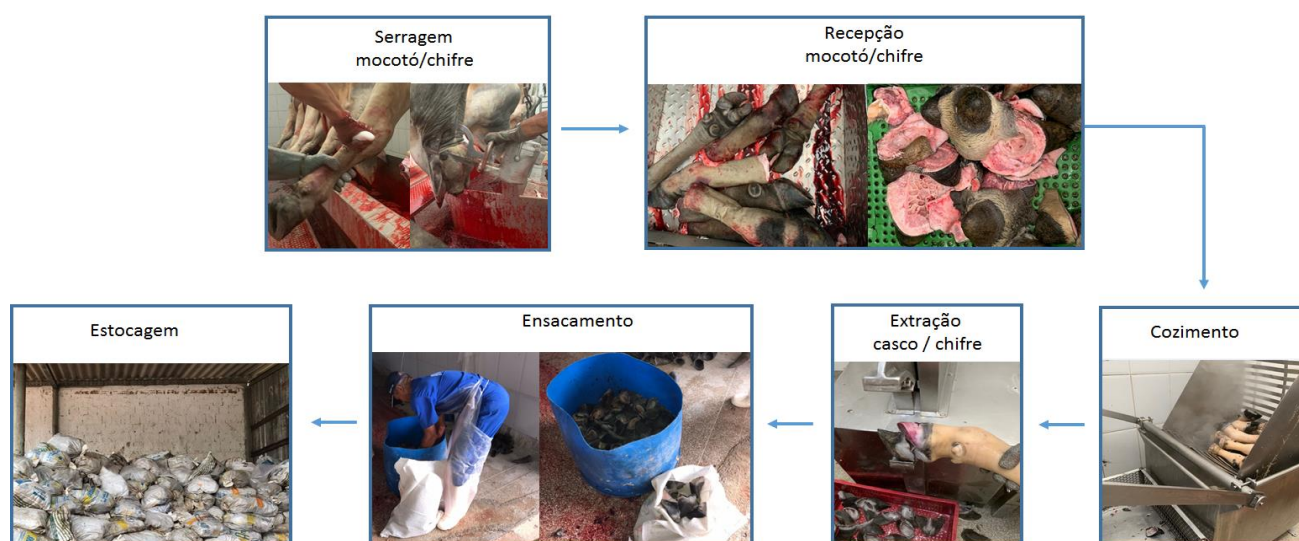 Serragem
mocotó/chifre
Recepção
mocotó/chifre
Cozimento
Extração
casco / chifre
Ensacamento
Estocagem